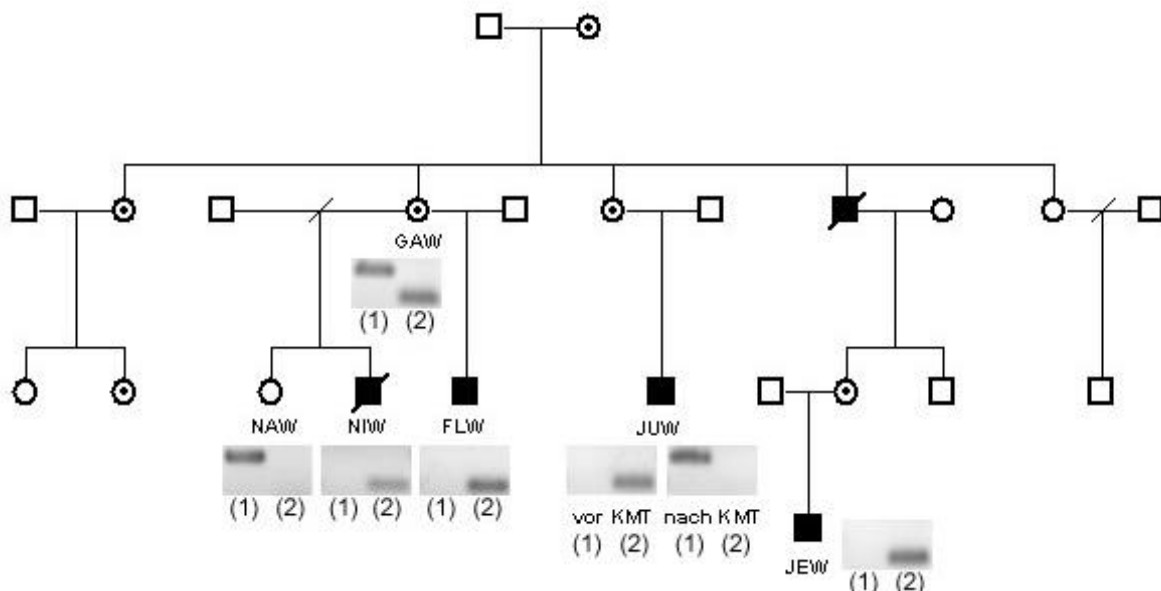 GAW
(1) (2)
NAW NIW FLW JUW
(1) (2) (1) (2) (1) (2)
vor KMT nach KMT
(1) (2) (1) (2)
JEW
(1) (2)